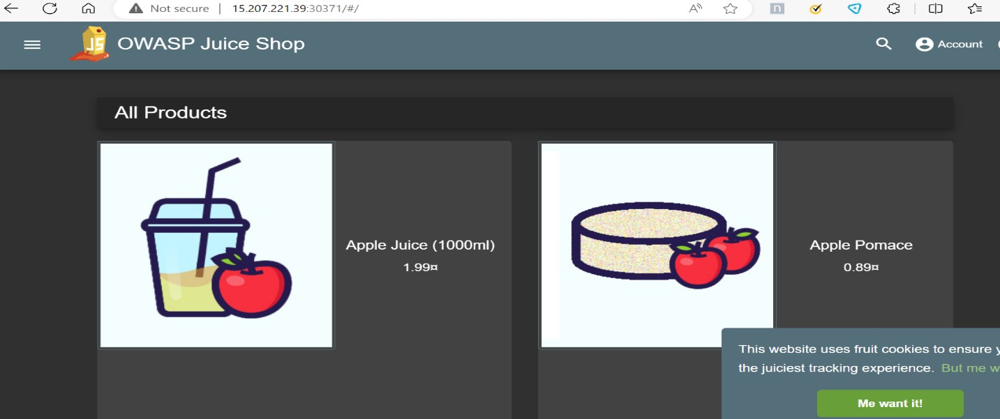 Not secure | 15.207.221.39:30371/#/
JS
OWASP Juice Shop
Account
All Products
Apple Juice (1000ml)
1.99¤
Apple Pomace
0.89¤
This website uses fruit cookies to ensure y
the juiciest tracking experience. But me w
Me want it!